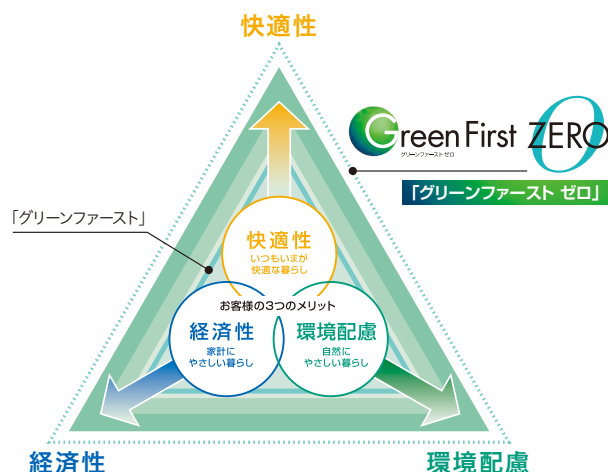 快適性
Green First ZERO
グリーンファースト ゼロ
「グリーンファースト ゼロ」
「グリーンファースト」
快適性
いつもいまが
快適な暮らし
お客様の3つのメリット
経済性
家計に
やさしい暮らし
環境配慮
自然に
やさしい暮らし
経済性
環境配慮